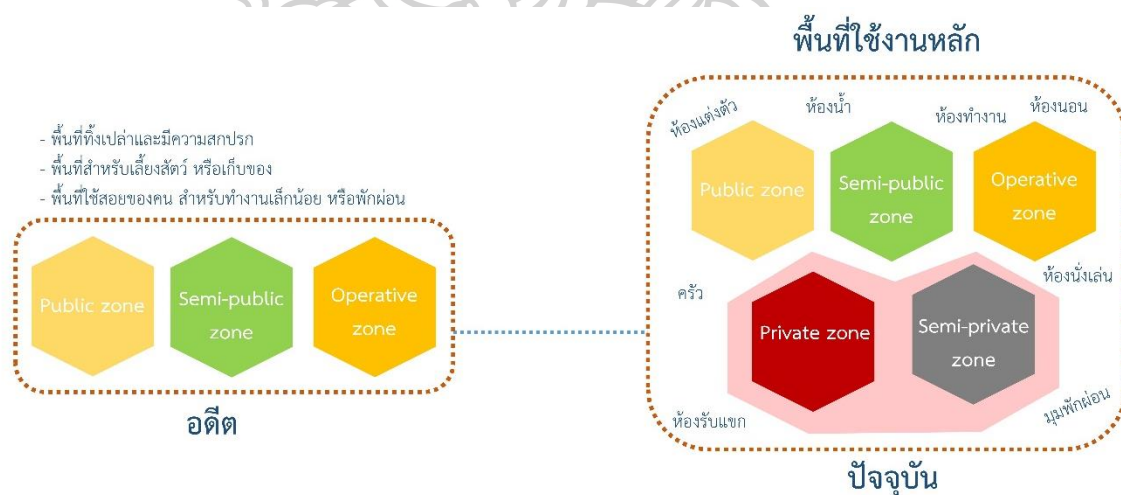 พื้นที่ใช้งานหลัก
- พื้นที่ทิ้งเปล่าและมีความสกปรก
- พื้นที่สำหรับเลี้ยงสัตว์ หรือเก็บของ
- พื้นที่ใช้สอยของคน สำหรับทำงานเล็กน้อย หรือพักผ่อน
Public zone
Semi-public
zone
Operative
zone
อดีต
ห้องแต่งตัว
ห้องน้ำ
ห้องทำงาน
ห้องนอน
Public zone
Semi-public
zone
Operative
zone
ครัว
ห้องนั่งเล่น
Private zone
Semi-private
zone
ห้องรับแขก
มุมพักผ่อน
ปัจจุบัน